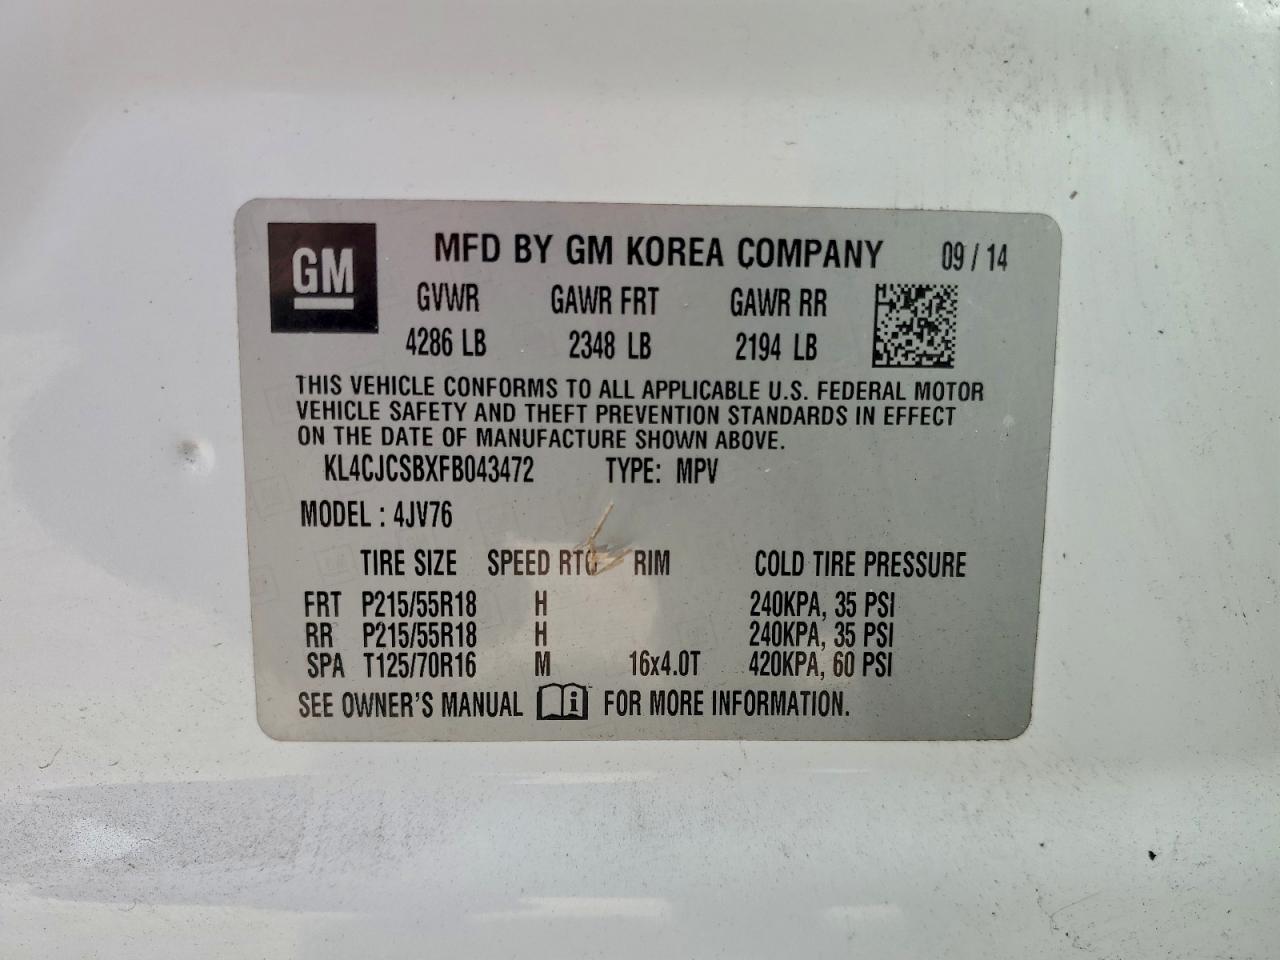 GM
MFD BY GM KOREA COMPANY 09 / 14
GVWR GAWR FRT GAWR RR
4286 LB 2348 LB 2194 LB
THIS VEHICLE CONFORMS TO ALL APPLICABLE U.S. FEDERAL MOTOR
VEHICLE SAFETY AND THEFT PREVENTION STANDARDS IN EFFECT
ON THE DATE OF MANUFACTURE SHOWN ABOVE.
KL4CJCSBXFB043472 TYPE: MPV
MODEL : 4JV76
TIRE SIZE SPEED RTG RIM COLD TIRE PRESSURE
FRT P215/55R18 H 240KPA, 35 PSI
RR P215/55R18 H 240KPA, 35 PSI
SPA T125/70R16 M 16x4.0T 420KPA, 60 PSI
SEE OWNER'S MANUAL i FOR MORE INFORMATION.